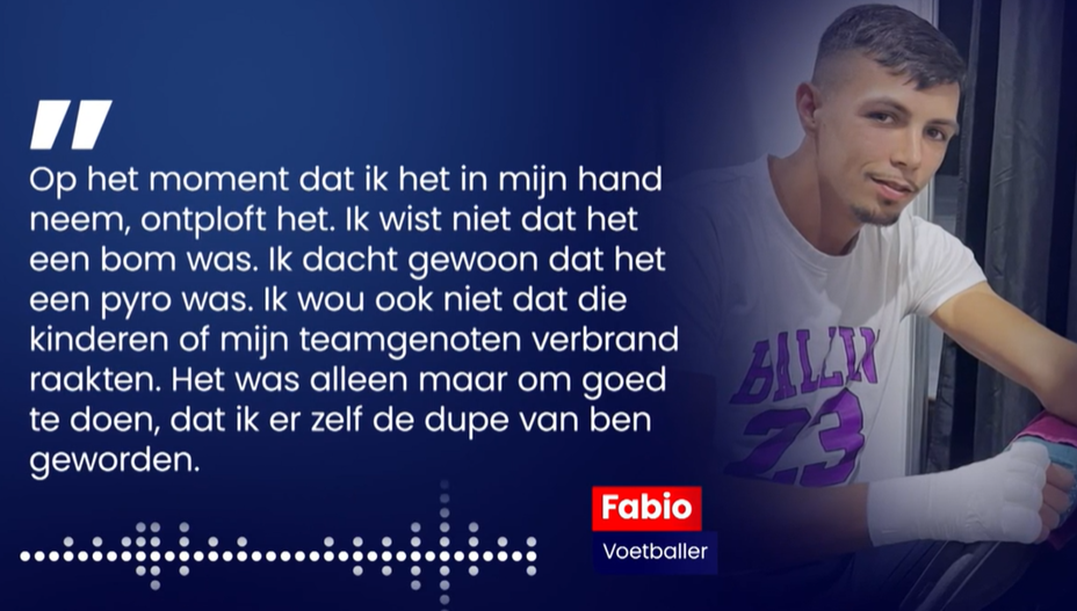 "
Op het moment dat ik het in mijn hand
neem, ontploft het. Ik wist niet dat het
een bom was. Ik dacht gewoon dat het
een pyro was. Ik wou ook niet dat die
kinderen of mijn teamgenoten verbrand
raakten. Het was alleen maar om goed
te doen, dat ik er zelf de dupe van ben
geworden.
BALL'IN
23
Fabio
Voetballer